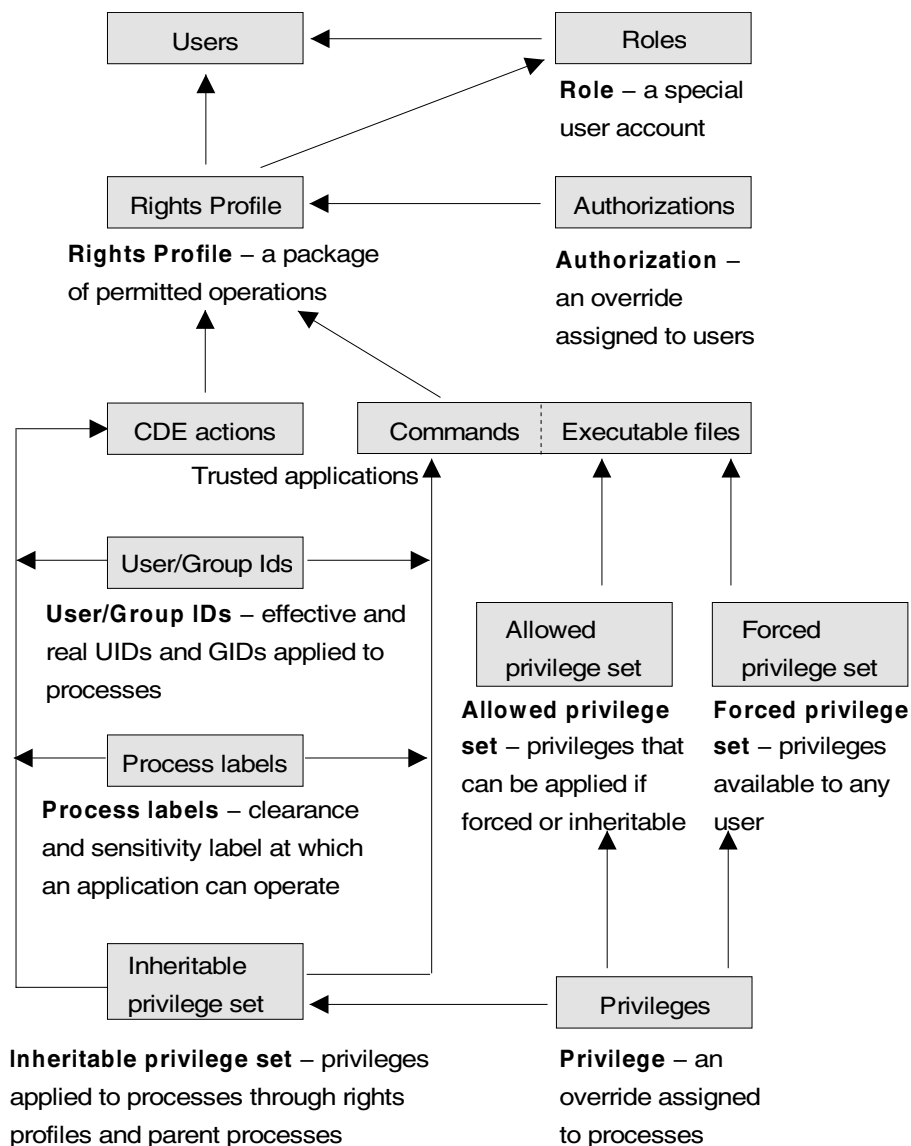 Users
Roles
Role – a special
user account
Rights Profile
Authorizations
Rights Profile – a package
of permitted operations
Authorization –
an override
assigned to users
CDE actions
Commands
Executable files
Trusted applications
User/Group Ids
User/Group IDs – effective and
real UIDs and GIDs applied to
processes
Allowed
privilege set
Forced
privilege set
Allowed privilege
set – privileges that
can be applied if
forced or inheritable
Forced privilege
set – privileges
available to any
user
Process labels
Process labels – clearance
and sensitivity label at which
an application can operate
Inheritable
privilege set
Privileges
Inheritable privilege set – privileges
applied to processes through rights
profiles and parent processes
Privilege – an
override assigned
to processes